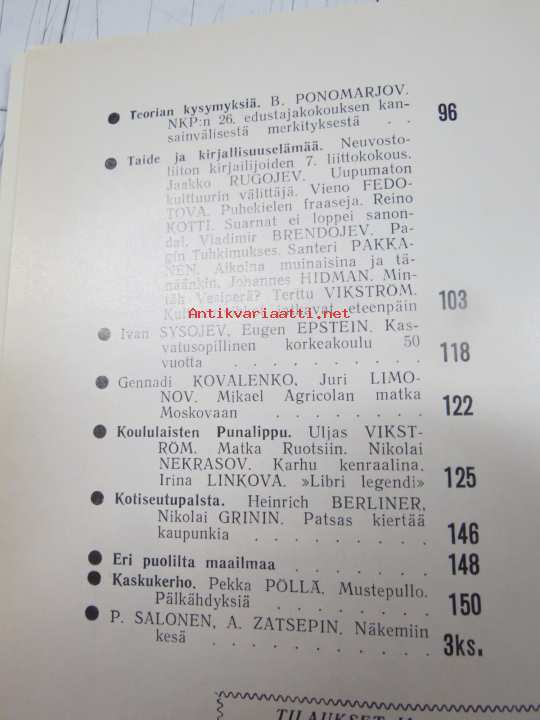 ● Teorian kysymyksiä. B. PONOMARJOV.
NKP:n 26. edustajakokouksen kan-
sainvälisestä merkityksestä . . 96
● Taide ja kirjallisuuselämää. Neuvosto-
liiton kirjailijoiden 7. liittokokous.
Jaakko RUGOJEV. Uupumaton
kulttuurin välittäjä. Vieno FEDO-
TOVA. Puhekielen fraaseja. Reino
KOTTI. Suarnat ei loppei sanon-
dal. Vladimir BRENDOJEV. Pa-
gin Tuhkimukses. Santeri PAKKA-
NEN. Aikoina muinaisina ja tä-
näänkin. Johannes HIDMAN. Min-
täh Vesiperä? Terttu VIKSTRÖM.
jatkavat eteenpäin 103
Antikvariaatti.net
● Ivan SYSOJEV, Eugen EPSTEIN. Kas-
vatusopillinen korkeakoulu 50
vuotta . . . . . . . . . 118
● Gennadi KOVALENKO, Juri LIMO-
NOV. Mikael Agricolan matka
Moskovaan . . . . . . . . 122
● Koululaisten Punalippu. Uljas VIKST-
RÖM. Matka Ruotsiin. Nikolai
NEKRASOV. Karhu kenraalina.
Irina LINKOVA. »Libri legendi» 125
● Kotiseutupalsta. Heinrich BERLINER,
Nikolai GRININ. Patsas kiertää
kaupunkia . . . . . . . . 146
● Eri puolilta maailmaa . . . . . . 148
● Kaskukerho. Pekka PÖLLÄ. Mustepullo.
Pälkähdyksiä . . . . . . . 150
● P. SALONEN, A. ZATSEPIN. Näkemiin
kesä . . . . . . . . . . 3ks.